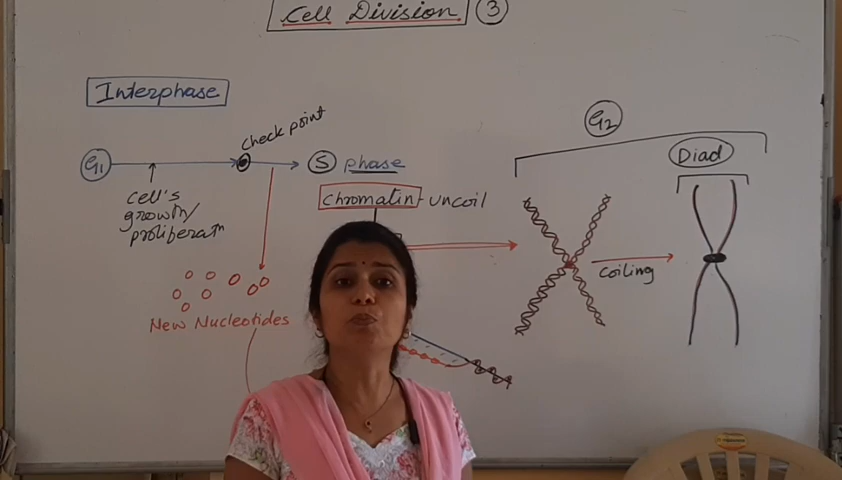 Cell Division 3
Interphase
G1
check point
S phase
cell's
growth/
proliferatn
chromatin - uncoil
New Nucleotides
G2
Diad
coiling